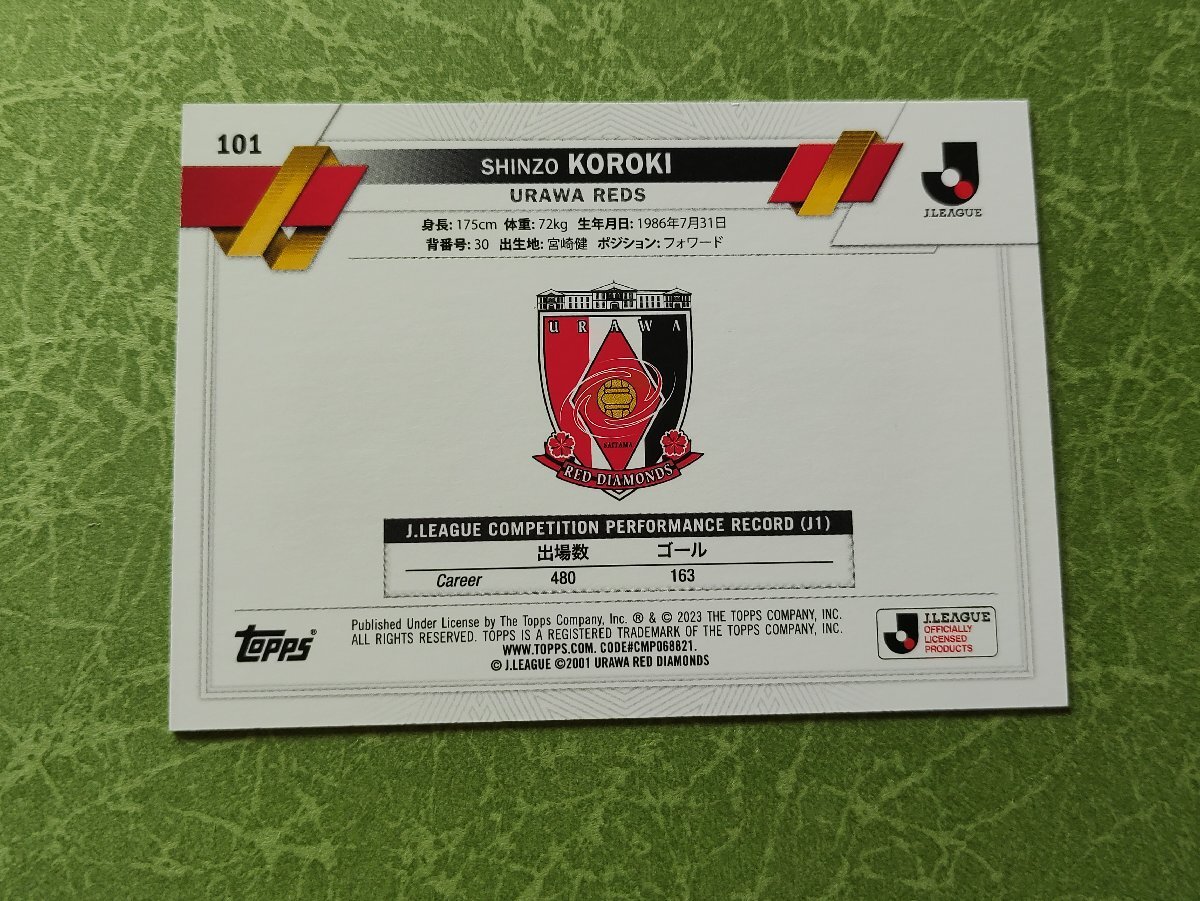 101
SHINZO KOROKI
URAWA REDS
J.LEAGUE
身長: 175cm 体重: 72kg 生年月日: 1986年7月31日
背番号: 30 出生地: 宮崎健 ポジション: フォワード
URAWA
SAITAMA
RED DIAMONDS
J.LEAGUE COMPETITION PERFORMANCE RECORD (J1)
出場数 ゴール
Career 480 163
topps®
Published Under License by The Topps Company, Inc. ® & © 2023 THE TOPPS COMPANY, INC.
ALL RIGHTS RESERVED. TOPPS IS A REGISTERED TRADEMARK OF THE TOPPS COMPANY, INC.
WWW.TOPPS.COM. CODE#CMP068821.
© J.LEAGUE ©2001 URAWA RED DIAMONDS
J.LEAGUE
OFFICIALLY
LICENSED
PRODUCTS